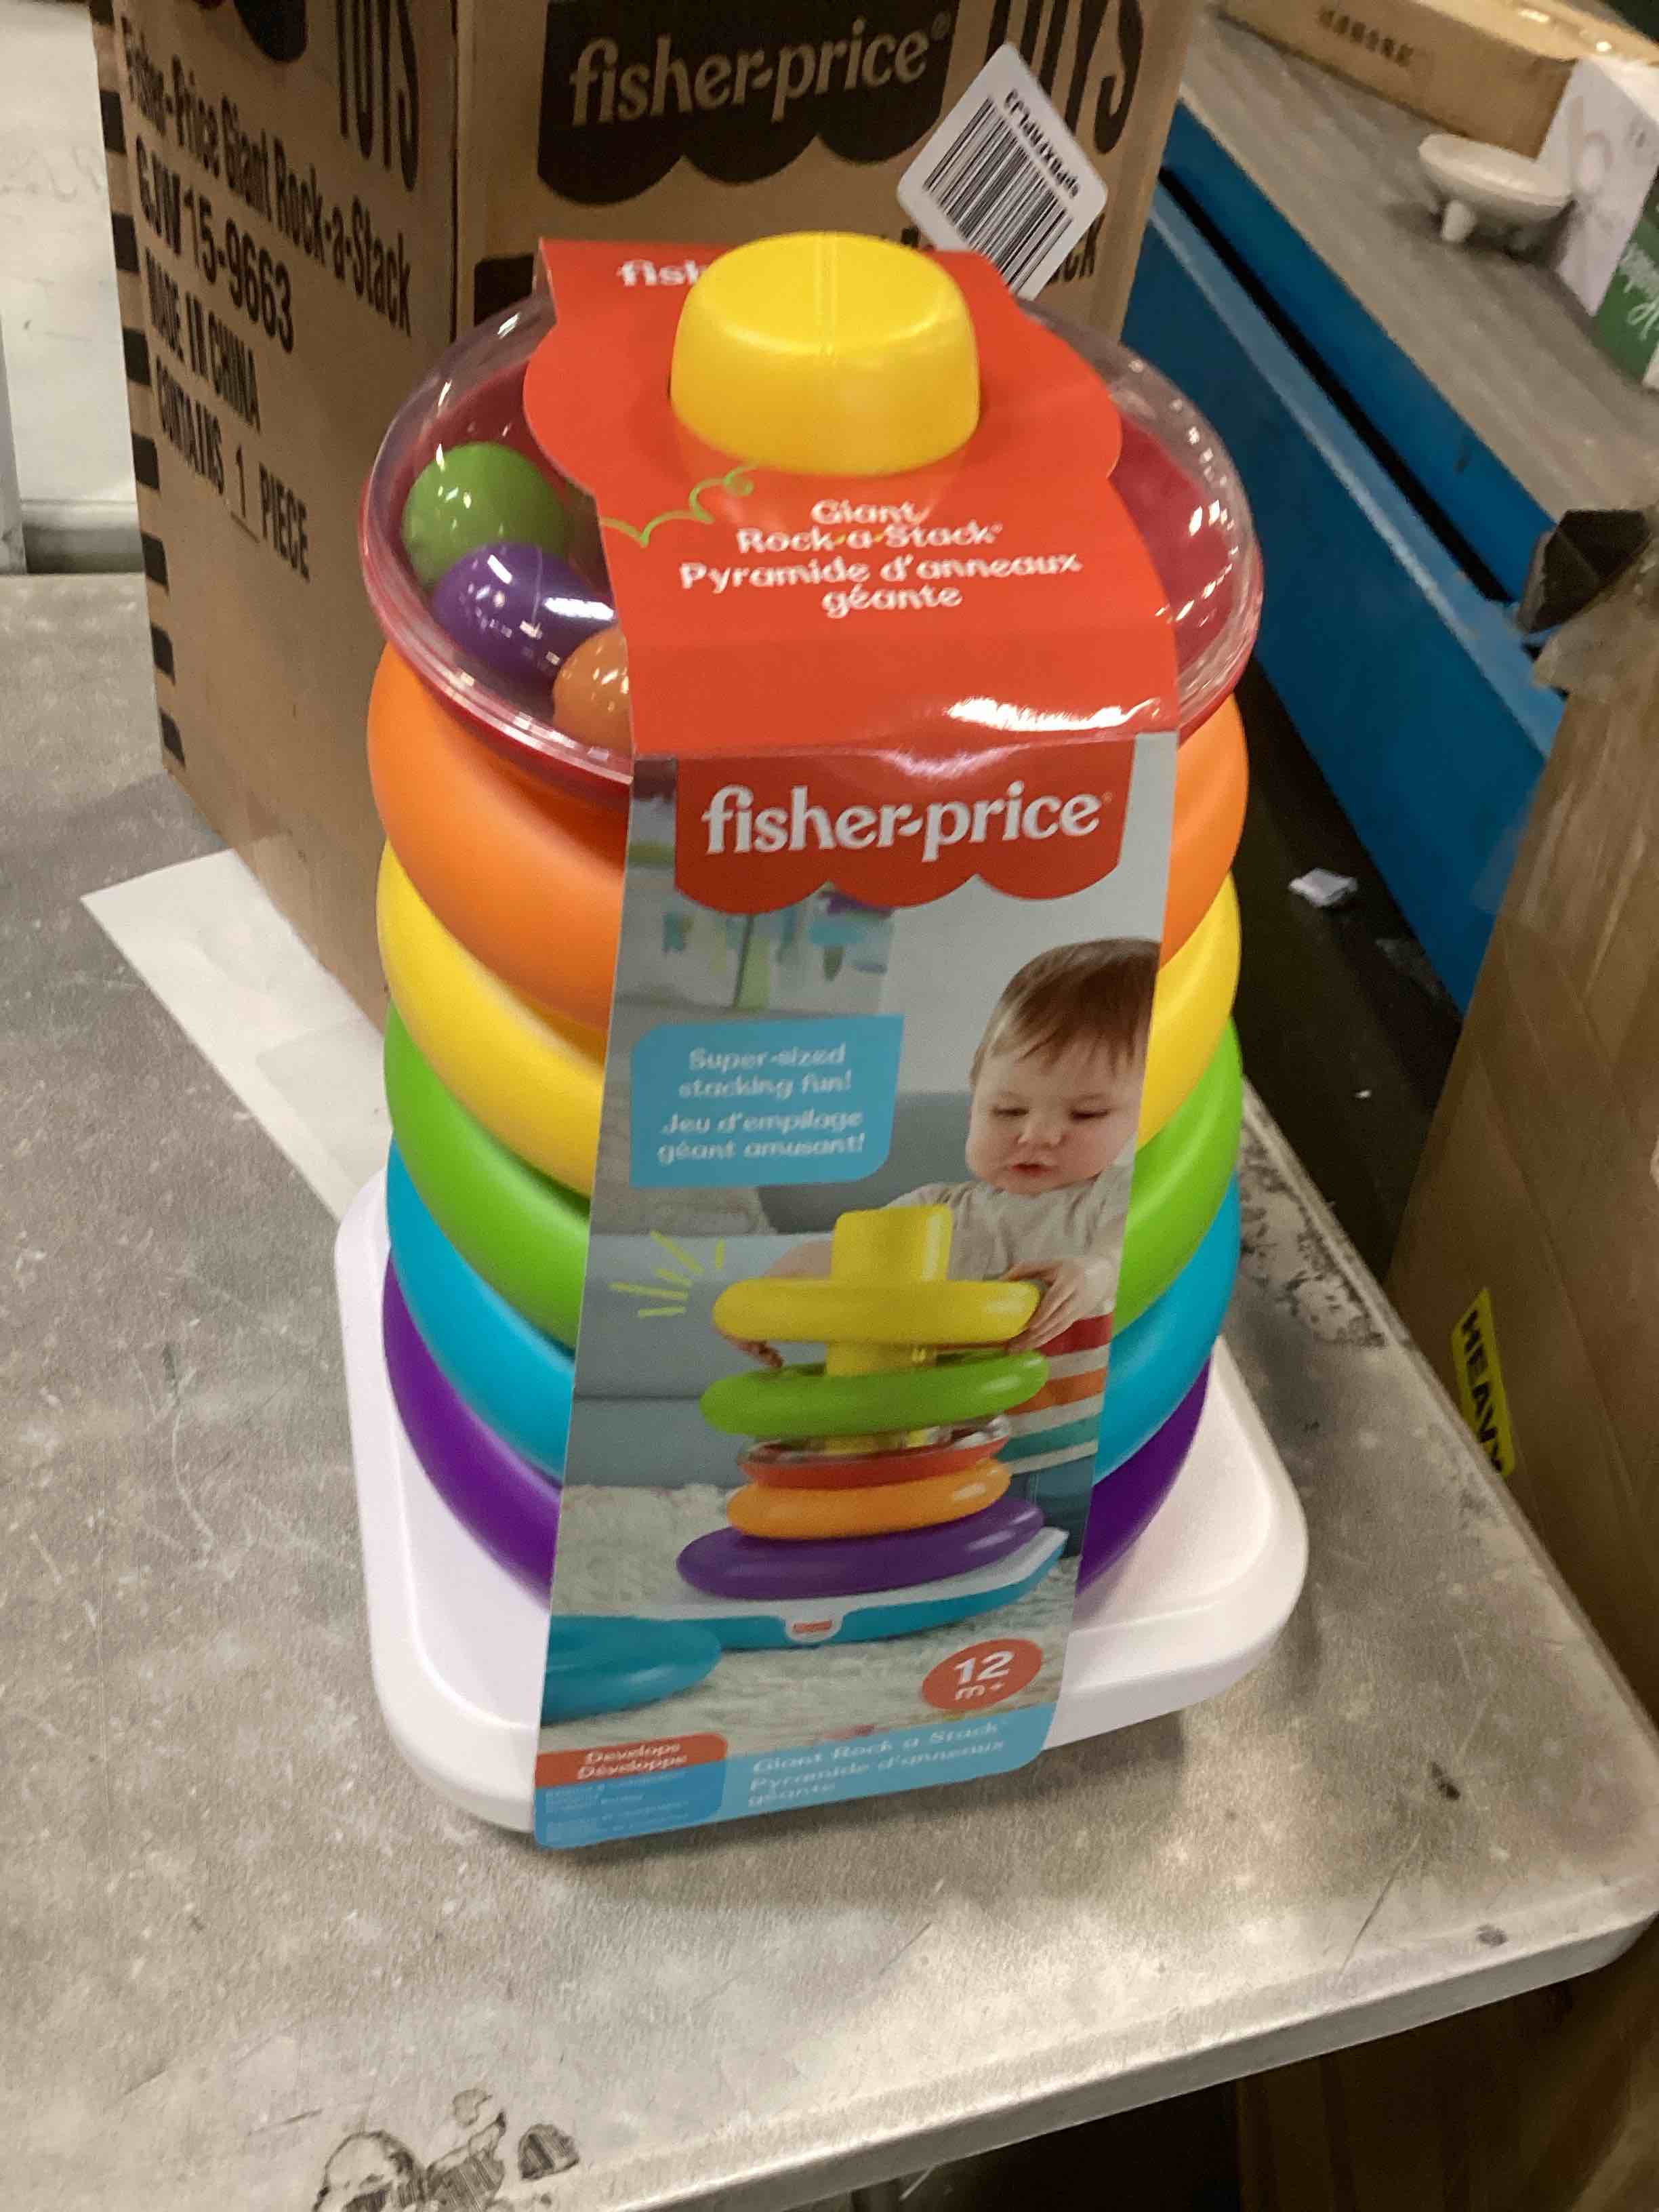 TOYS
fisher-price®
TOYS
Fisher-Price Giant Rock-a-Stack
GJW15-9663
MADE IN CHINA
CONTAINS 1 PIECE
Giant
Rock-a-Stack®
Pyramide d'anneaux
géante
fisher-price®
Super-sized
stacking fun!
Jeu d'empilage
géant amusant!
12
m+
Develops
Développe
Giant Rock a Stack
Pyramide d'anneaux
géante
HEAVY